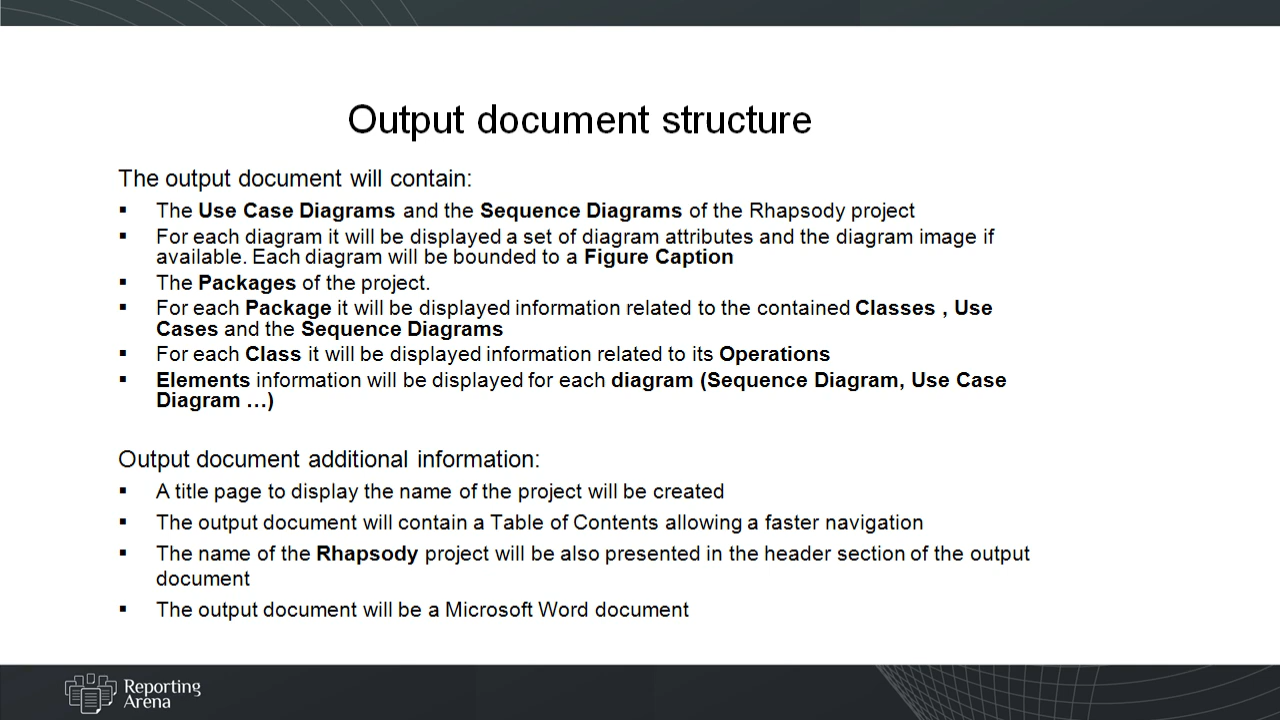 Output document structure
The output document will contain:
▪ The Use Case Diagrams and the Sequence Diagrams of the Rhapsody project
▪ For each diagram it will be displayed a set of diagram attributes and the diagram image if
available. Each diagram will be bounded to a Figure Caption
▪ The Packages of the project.
▪ For each Package it will be displayed information related to the contained Classes , Use
Cases and the Sequence Diagrams
▪ For each Class it will be displayed information related to its Operations
▪ Elements information will be displayed for each diagram (Sequence Diagram, Use Case
Diagram …)
Output document additional information:
▪ A title page to display the name of the project will be created
▪ The output document will contain a Table of Contents allowing a faster navigation
▪ The name of the Rhapsody project will be also presented in the header section of the output
document
▪ The output document will be a Microsoft Word document
Reporting
Arena